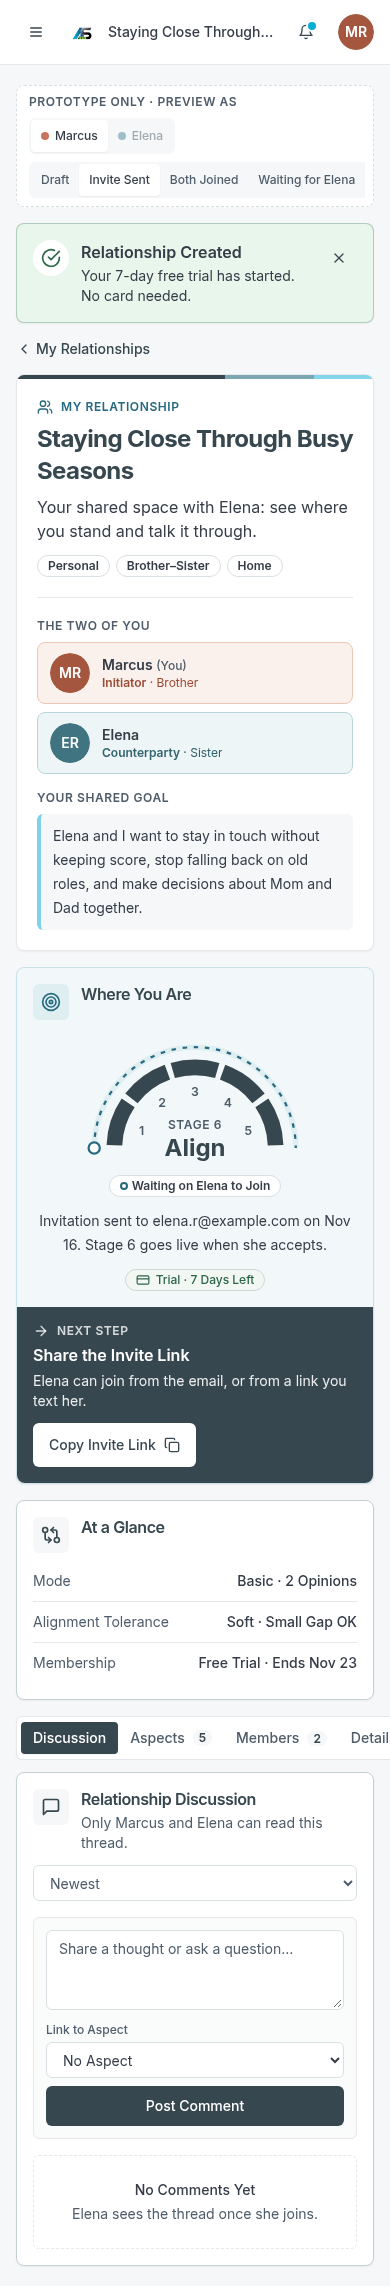 Staying Close Through...
MR
PROTOTYPE ONLY · PREVIEW AS
Marcus
Elena
Draft
Invite Sent
Both Joined
Waiting for Elena
Relationship Created
Your 7-day free trial has started.
No card needed.
My Relationships
MY RELATIONSHIP
Staying Close Through Busy
Seasons
Your shared space with Elena: see where
you stand and talk it through.
Personal
Brother–Sister
Home
THE TWO OF YOU
MR
Marcus (You)
Initiator · Brother
ER
Elena
Counterparty · Sister
YOUR SHARED GOAL
Elena and I want to stay in touch without
keeping score, stop falling back on old
roles, and make decisions about Mom and
Dad together.
Where You Are
1
2
3
4
5
STAGE 6
Align
Waiting on Elena to Join
Invitation sent to elena.r@example.com on Nov
16. Stage 6 goes live when she accepts.
Trial · 7 Days Left
NEXT STEP
Share the Invite Link
Elena can join from the email, or from a link you
text her.
Copy Invite Link
At a Glance
Mode
Basic · 2 Opinions
Alignment Tolerance
Soft · Small Gap OK
Membership
Free Trial · Ends Nov 23
Discussion
Aspects 5
Members 2
Detail
Relationship Discussion
Only Marcus and Elena can read this
thread.
Newest
Share a thought or ask a question...
Link to Aspect
No Aspect
Post Comment
No Comments Yet
Elena sees the thread once she joins.